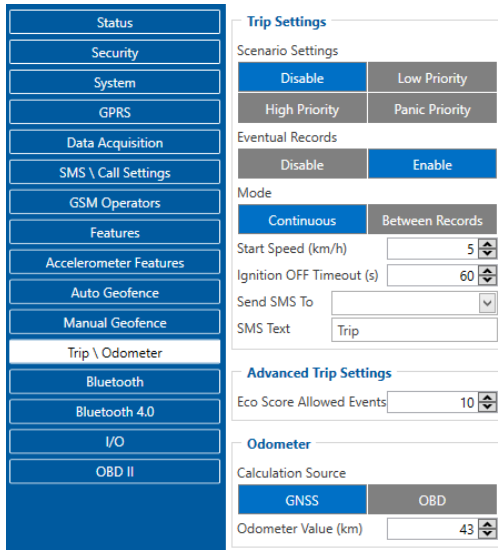 Status
Security
System
GPRS
Data Acquisition
SMS \ Call Settings
GSM Operators
Features
Accelerometer Features
Auto Geofence
Manual Geofence
Trip \ Odometer
Bluetooth
Bluetooth 4.0
I/O
OBD II
Trip Settings
Scenario Settings
Disable Low Priority
High Priority Panic Priority
Eventual Records
Disable Enable
Mode
Continuous Between Records
Start Speed (km/h) 5
Ignition OFF Timeout (s) 60
Send SMS To
SMS Text Trip
Advanced Trip Settings
Eco Score Allowed Events 10
Odometer
Calculation Source
GNSS OBD
Odometer Value (km) 43